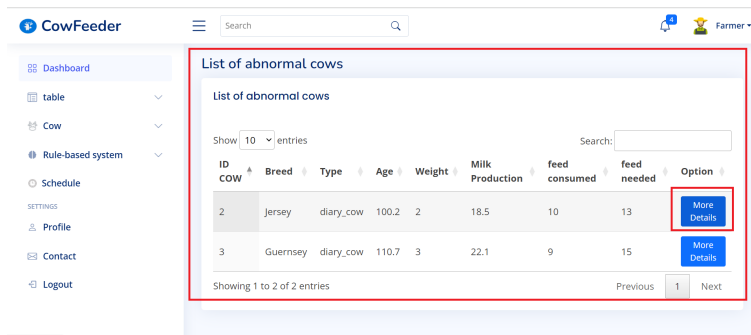 CowFeeder
Search
4
Farmer
Dashboard
table
Cow
Rule-based system
Schedule
SETTINGS
Profile
Contact
Logout
List of abnormal cows
List of abnormal cows
Show 10 entries
Search:
ID COW Breed Type Age Weight Milk Production feed consumed feed needed Option
2 Jersey diary_cow 100.2 2 18.5 10 13 More Details
3 Guernsey diary_cow 110.7 3 22.1 9 15 More Details
Showing 1 to 2 of 2 entries
Previous 1 Next